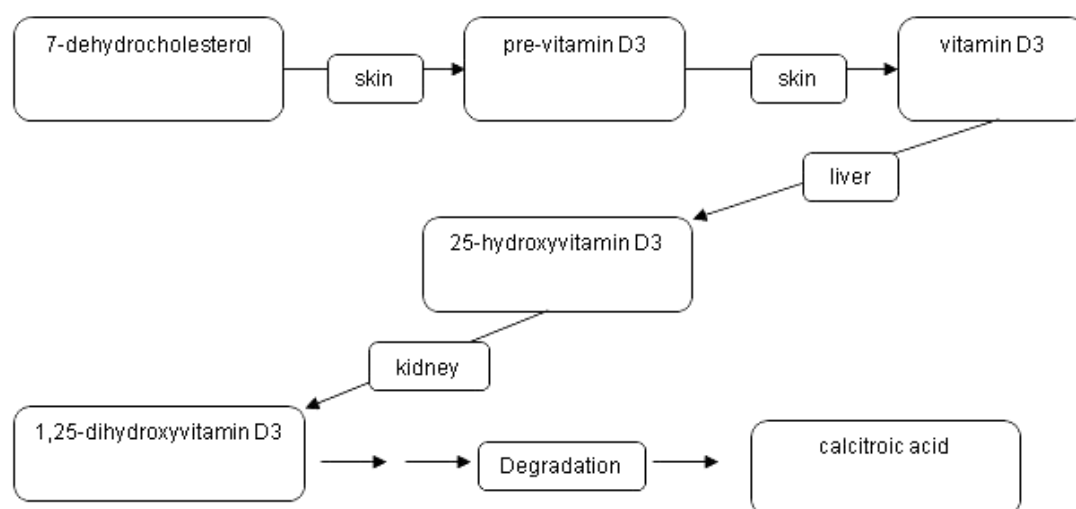 7-dehydrocholesterol
skin
pre-vitamin D3
skin
vitamin D3
liver
25-hydroxyvitamin D3
kidney
1,25-dihydroxyvitamin D3
Degradation
calcitroic acid